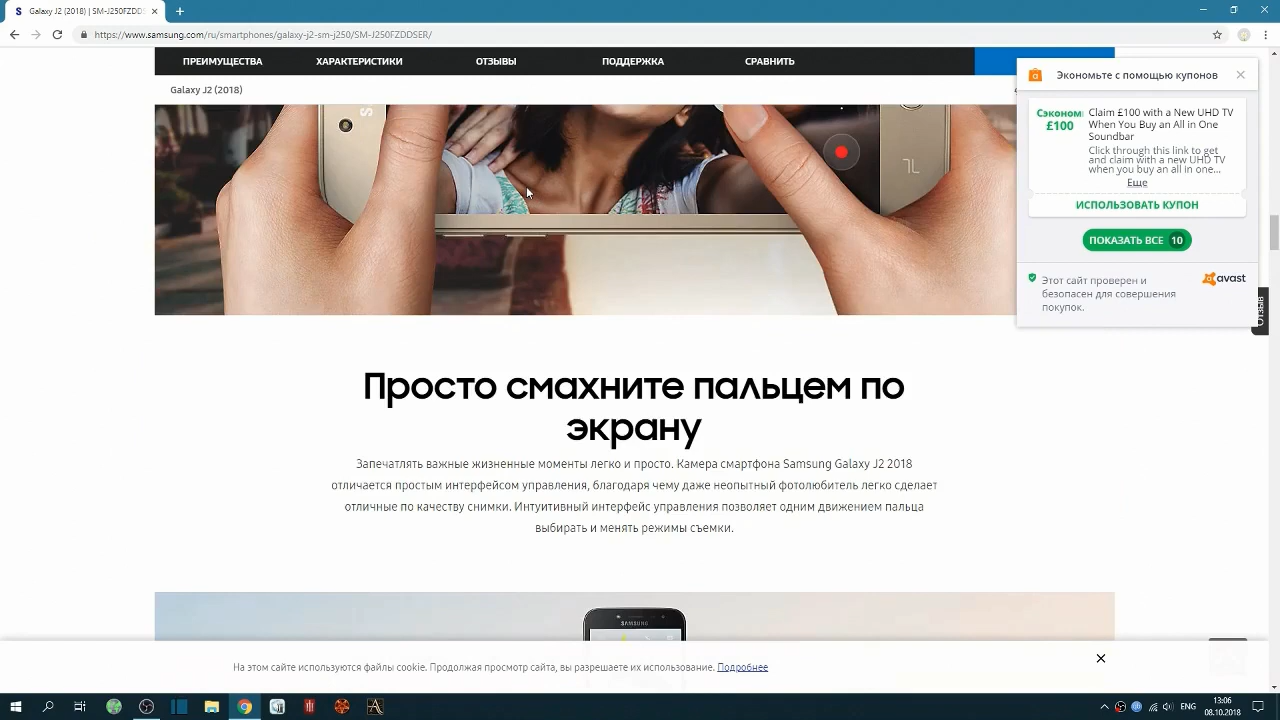 Galaxy J2 (2018) | SM-J250FZDDS
https://www.samsung.com/ru/smartphones/galaxy-j2-sm-j250/SM-J250FZDDSER/
ПРЕИМУЩЕСТВА ХАРАКТЕРИСТИКИ ОТЗЫВЫ ПОДДЕРЖКА СРАВНИТЬ
Galaxy J2 (2018)
Экономьте с помощью купонов
Сэконом
£100
Claim £100 with a New UHD TV
When You Buy an All in One
Soundbar
Click through this link to get
and claim with a new UHD TV
when you buy an all in one...
Еще
ИСПОЛЬЗОВАТЬ КУПОН
ПОКАЗАТЬ ВСЕ 10
Этот сайт проверен и
безопасен для совершения
покупок.
avast
Отзыв
Просто смахните пальцем по
экрану
Запечатлять важные жизненные моменты легко и просто. Камера смартфона Samsung Galaxy J2 2018
отличается простым интерфейсом управления, благодаря чему даже неопытный фотолюбитель легко сделает
отличные по качеству снимки. Интуитивный интерфейс управления позволяет одним движением пальца
выбирать и менять режимы съемки.
SAMSUNG
На этом сайте используются файлы cookie. Продолжая просмотр сайта, вы разрешаете их использование. Подробнее
ENG
13:06
08.10.2018